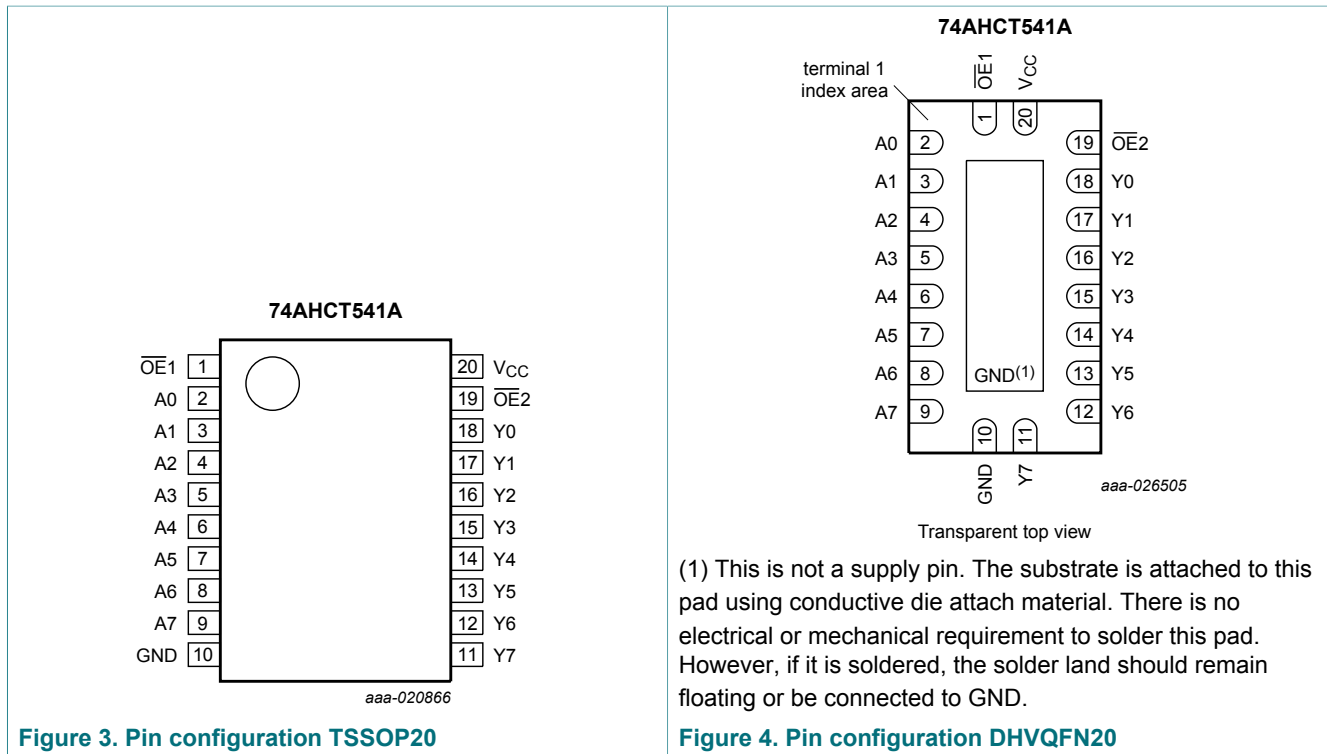 74AHCT541A
OE1 1
A0 2
A1 3
A2 4
A3 5
A4 6
A5 7
A6 8
A7 9
GND 10
20 VCC
19 OE2
18 Y0
17 Y1
16 Y2
15 Y3
14 Y4
13 Y5
12 Y6
11 Y7
aaa-020866
Figure 3. Pin configuration TSSOP20
74AHCT541A
terminal 1
index area
OE1 VCC
1 20
A0 2 19 OE2
A1 3 18 Y0
A2 4 17 Y1
A3 5 16 Y2
A4 6 15 Y3
A5 7 14 Y4
A6 8 GND(1) 13 Y5
A7 9 12 Y6
10 11
GND Y7
aaa-026505
Transparent top view
(1) This is not a supply pin. The substrate is attached to this
pad using conductive die attach material. There is no
electrical or mechanical requirement to solder this pad.
However, if it is soldered, the solder land should remain
floating or be connected to GND.
Figure 4. Pin configuration DHVQFN20